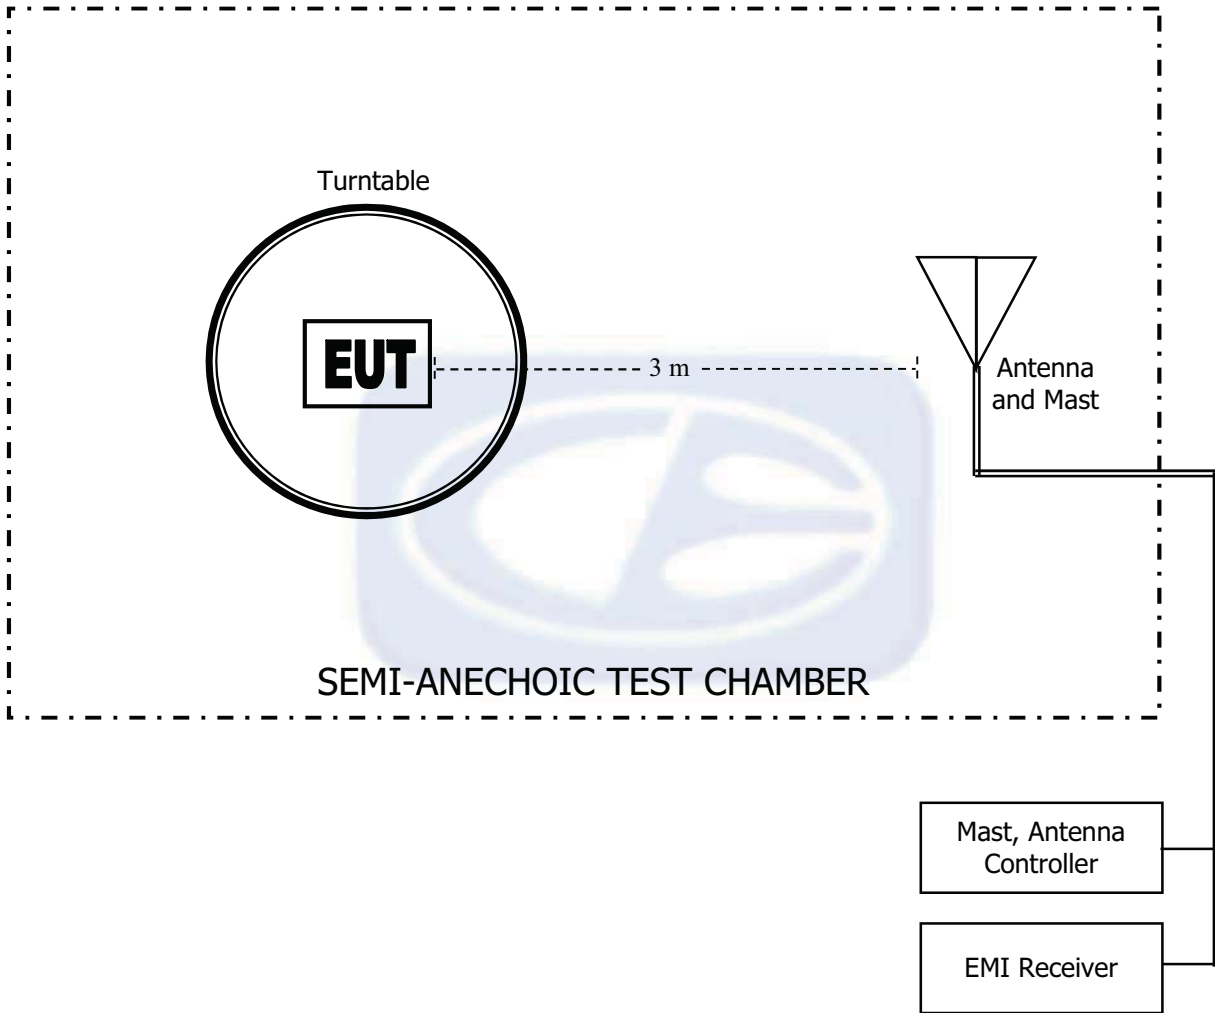 Turntable
EUT
3 m
Antenna
and Mast
SEMI-ANECHOIC TEST CHAMBER
Mast, Antenna
Controller
EMI Receiver